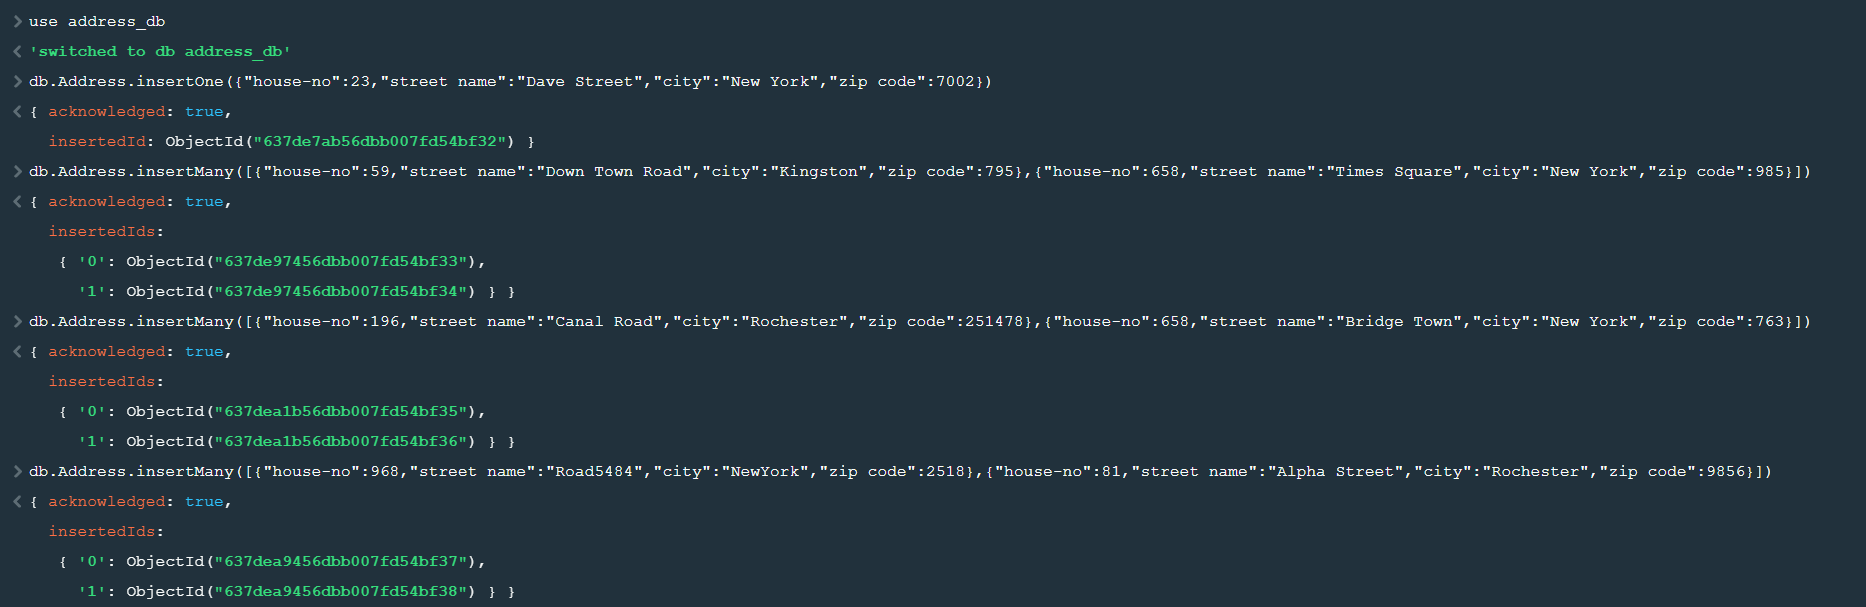 > use address_db
< 'switched to db address_db'
> db.Address.insertOne({"house-no":23,"street name":"Dave Street","city":"New York","zip code":7002})
< { acknowledged: true,
insertedId: ObjectId("637de7ab56dbb007fd54bf32") }
> db.Address.insertMany([{"house-no":59,"street name":"Down Town Road","city":"Kingston","zip code":795},{"house-no":658,"street name":"Times Square","city":"New York","zip code":985}])
< { acknowledged: true,
insertedIds:
{ '0': ObjectId("637de97456dbb007fd54bf33"),
'1': ObjectId("637de97456dbb007fd54bf34") } }
> db.Address.insertMany([{"house-no":196,"street name":"Canal Road","city":"Rochester","zip code":251478},{"house-no":658,"street name":"Bridge Town","city":"New York","zip code":763}])
< { acknowledged: true,
insertedIds:
{ '0': ObjectId("637dea1b56dbb007fd54bf35"),
'1': ObjectId("637dea1b56dbb007fd54bf36") } }
> db.Address.insertMany([{"house-no":968,"street name":"Road5484","city":"NewYork","zip code":2518},{"house-no":81,"street name":"Alpha Street","city":"Rochester","zip code":9856}])
< { acknowledged: true,
insertedIds:
{ '0': ObjectId("637dea9456dbb007fd54bf37"),
'1': ObjectId("637dea9456dbb007fd54bf38") } }